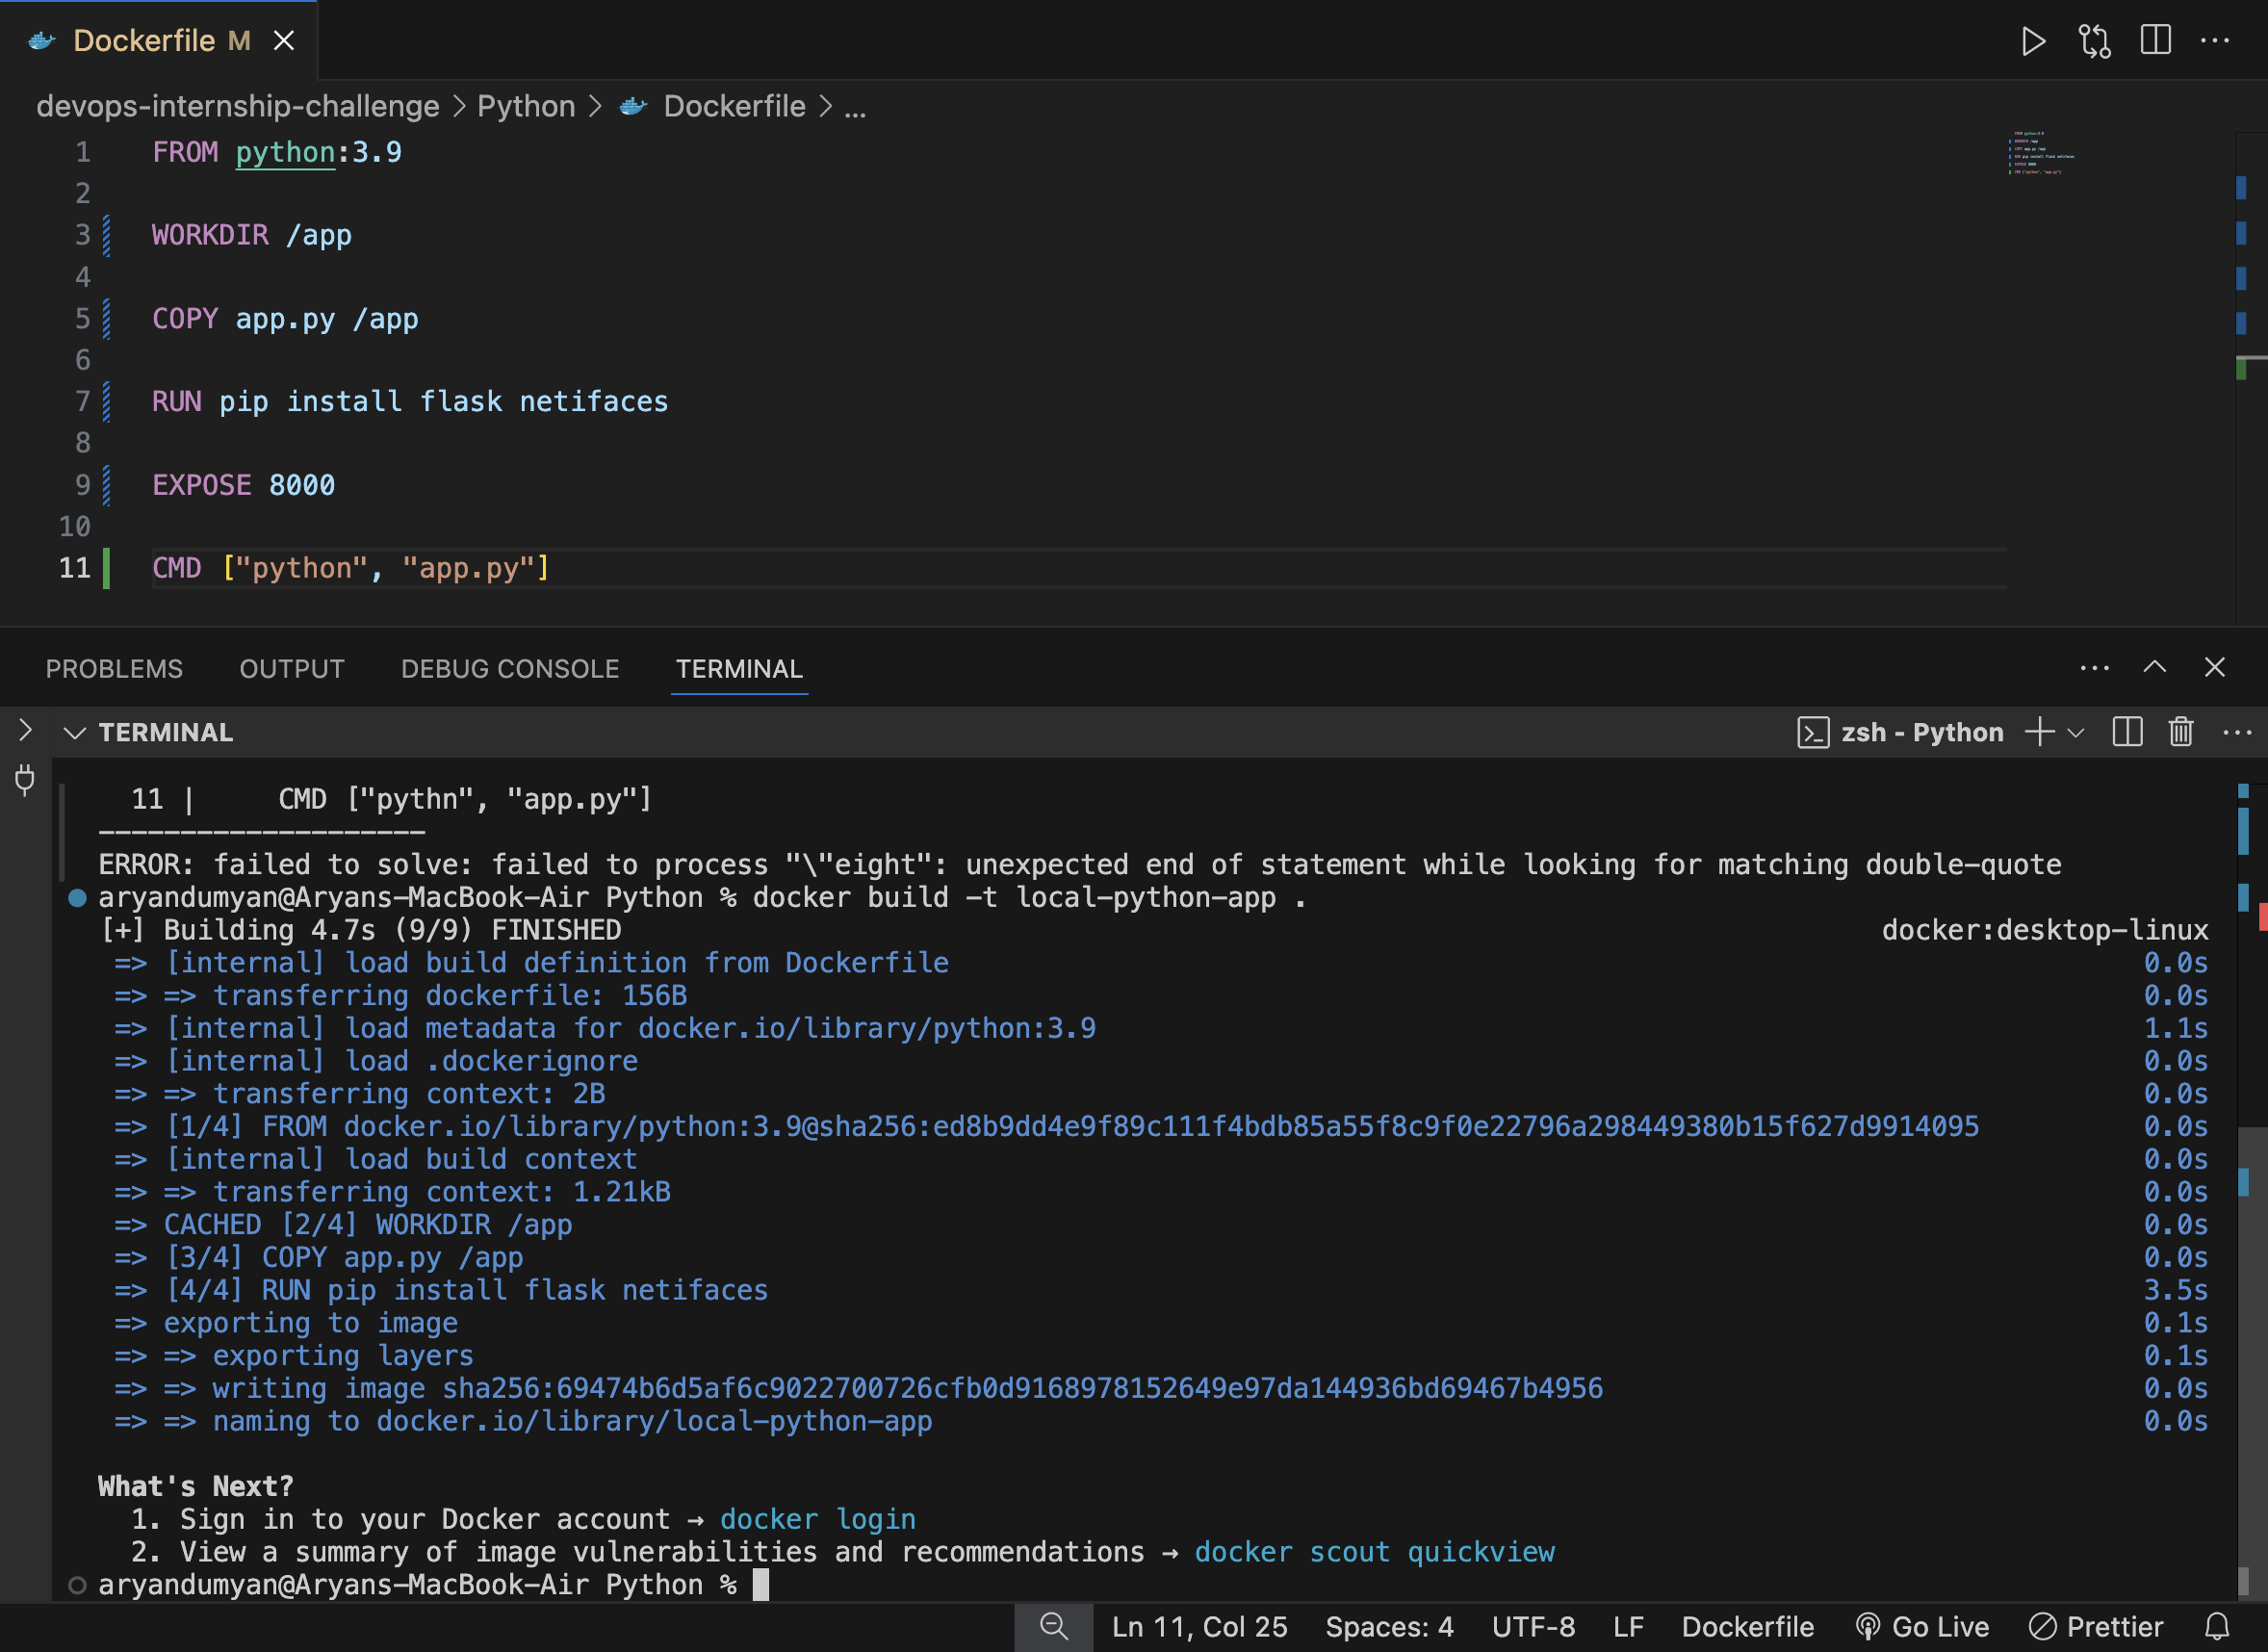 Dockerfile M
devops-internship-challenge > Python > Dockerfile > ...
1 FROM python:3.9
2
3 WORKDIR /app
4
5 COPY app.py /app
6
7 RUN pip install flask netifaces
8
9 EXPOSE 8000
10
11 CMD ["python", "app.py"]
PROBLEMS OUTPUT DEBUG CONSOLE TERMINAL
TERMINAL zsh - Python
11 | CMD ["pythn", "app.py"]
--------------------
ERROR: failed to solve: failed to process "\"eight": unexpected end of statement while looking for matching double-quote
aryandumyan@Aryans-MacBook-Air Python % docker build -t local-python-app .
[+] Building 4.7s (9/9) FINISHED docker:desktop-linux
=> [internal] load build definition from Dockerfile 0.0s
=> => transferring dockerfile: 156B 0.0s
=> [internal] load metadata for docker.io/library/python:3.9 1.1s
=> [internal] load .dockerignore 0.0s
=> => transferring context: 2B 0.0s
=> [1/4] FROM docker.io/library/python:3.9@sha256:ed8b9dd4e9f89c111f4bdb85a55f8c9f0e22796a298449380b15f627d9914095 0.0s
=> [internal] load build context 0.0s
=> => transferring context: 1.21kB 0.0s
=> CACHED [2/4] WORKDIR /app 0.0s
=> [3/4] COPY app.py /app 0.0s
=> [4/4] RUN pip install flask netifaces 3.5s
=> exporting to image 0.1s
=> => exporting layers 0.1s
=> => writing image sha256:69474b6d5af6c9022700726cfb0d9168978152649e97da144936bd69467b4956 0.0s
=> => naming to docker.io/library/local-python-app 0.0s
What's Next?
1. Sign in to your Docker account → docker login
2. View a summary of image vulnerabilities and recommendations → docker scout quickview
aryandumyan@Aryans-MacBook-Air Python %
Ln 11, Col 25 Spaces: 4 UTF-8 LF Dockerfile Go Live Prettier